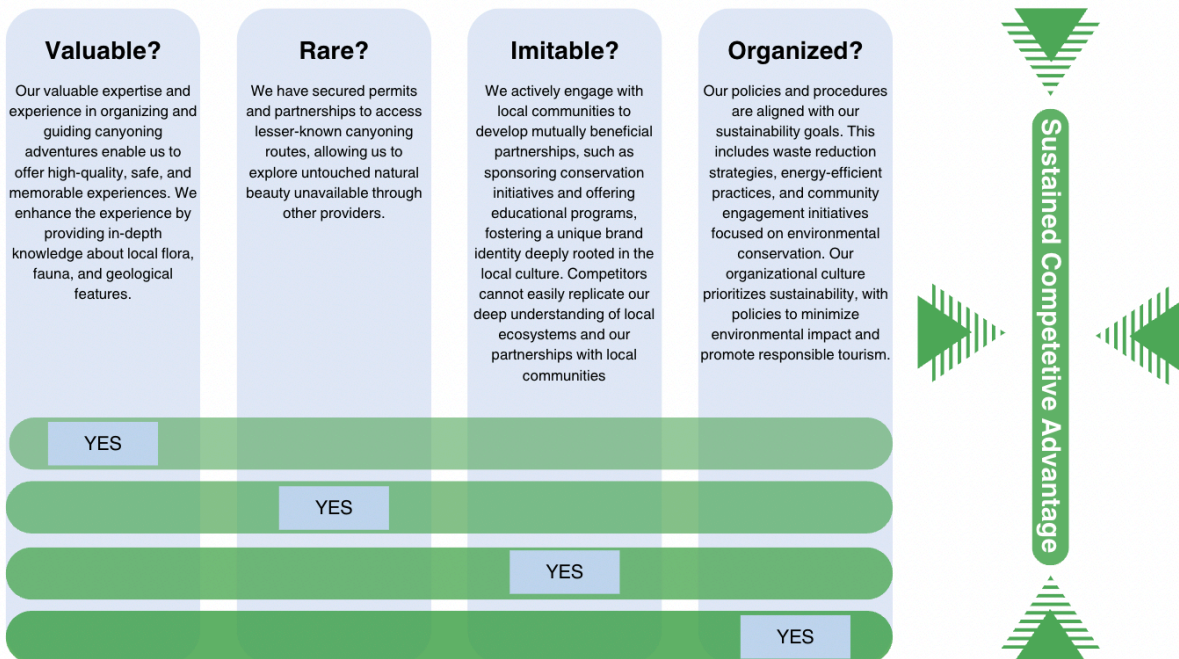 Valuable?
Our valuable expertise and
experience in organizing and
guiding canyoning
adventures enable us to
offer high-quality, safe, and
memorable experiences. We
enhance the experience by
providing in-depth
knowledge about local flora,
fauna, and geological
features.
Rare?
We have secured permits
and partnerships to access
lesser-known canyoning
routes, allowing us to
explore untouched natural
beauty unavailable through
other providers.
Imitable?
We actively engage with
local communities to
develop mutually beneficial
partnerships, such as
sponsoring conservation
initiatives and offering
educational programs,
fostering a unique brand
identity deeply rooted in the
local culture. Competitors
cannot easily replicate our
deep understanding of local
ecosystems and our
partnerships with local
communities
Organized?
Our policies and procedures
are aligned with our
sustainability goals. This
includes waste reduction
strategies, energy-efficient
practices, and community
engagement initiatives
focused on environmental
conservation. Our
organizational culture
prioritizes sustainability, with
policies to minimize
environmental impact and
promote responsible tourism.
YES
YES
YES
YES
Sustained Competetive Advantage